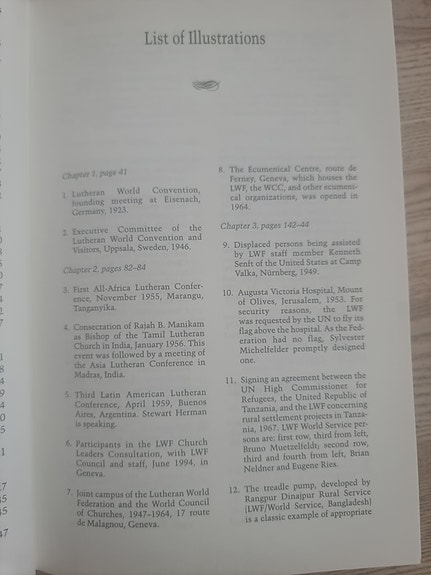 List of Illustrations
Chapter 1, pages 41
1. Lutheran World Convention,
founding meeting at Eisenach,
Germany, 1923.
2. Executive Committee of the
Lutheran World Convention and
Visitors, Uppsala, Sweden, 1946.
Chapter 2, pages 82–84
3. First All-Africa Lutheran Confer-
ence, November 1955, Marangu,
Tanganyika.
4. Consecration of Rajah B. Manikam
as Bishop of the Tamil Lutheran
Church in India, January 1956. This
event was followed by a meeting of
the Asia Lutheran Conference in
Madras, India.
5. Third Latin American Lutheran
Conference, April 1959, Buenos
Aires, Argentina. Stewart Herman
is speaking.
6. Participants in the LWF Church
Leaders Consultation, with LWF
Council and staff, June 1994, in
Geneva.
7. Joint campus of the Lutheran World
Federation and the World Council
of Churches, 1947–1964, 17 route
de Malagnou, Geneva.
8. The Ecumenical Centre, route de
Ferney, Geneva, which houses the
LWF, the WCC, and other ecumeni-
cal organizations, was opened in
1964.
Chapter 3, pages 142–44
9. Displaced persons being assisted
by LWF staff member Kenneth
Senft of the United States at Camp
Valka, Nürnberg, 1949.
10. Augusta Victoria Hospital, Mount
of Olives, Jerusalem, 1953. For
security reasons, the LWF
was requested by the UN to fly its
flag above the hospital. As the Fed-
eration had no flag, Sylvester
Michelfelder promptly designed
one.
11. Signing an agreement between the
UN High Commissioner for
Refugees, the United Republic of
Tanzania, and the LWF concerning
rural settlement projects in Tanza-
nia, 1967. LWF World Service per-
sons are: first row, third from left,
Bruno Muetzelfeldt; second row,
third and fourth from left, Brian
Neldner and Eugene Ries.
12. The treadle pump, developed by
Rangpur Dinajpur Rural Service
(LWF/World Service, Bangladesh)
is a classic example of appropriate